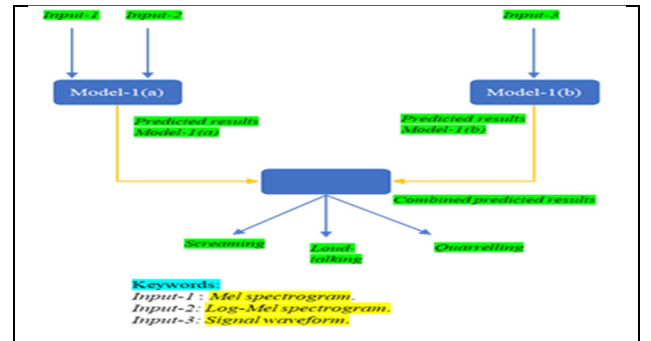 Input-1 Input-2 Input-3
Model-1(a) Model-1(b)
Predicted results
Model-1(a)
Predicted results
Model-1(b)
Combined predicted results
Screaming
Loud-
talking
Quarrelling
Keywords:
Input-1 : Mel spectrogram.
Input-2: Log-Mel spectrogram.
Input-3: Signal waveform.